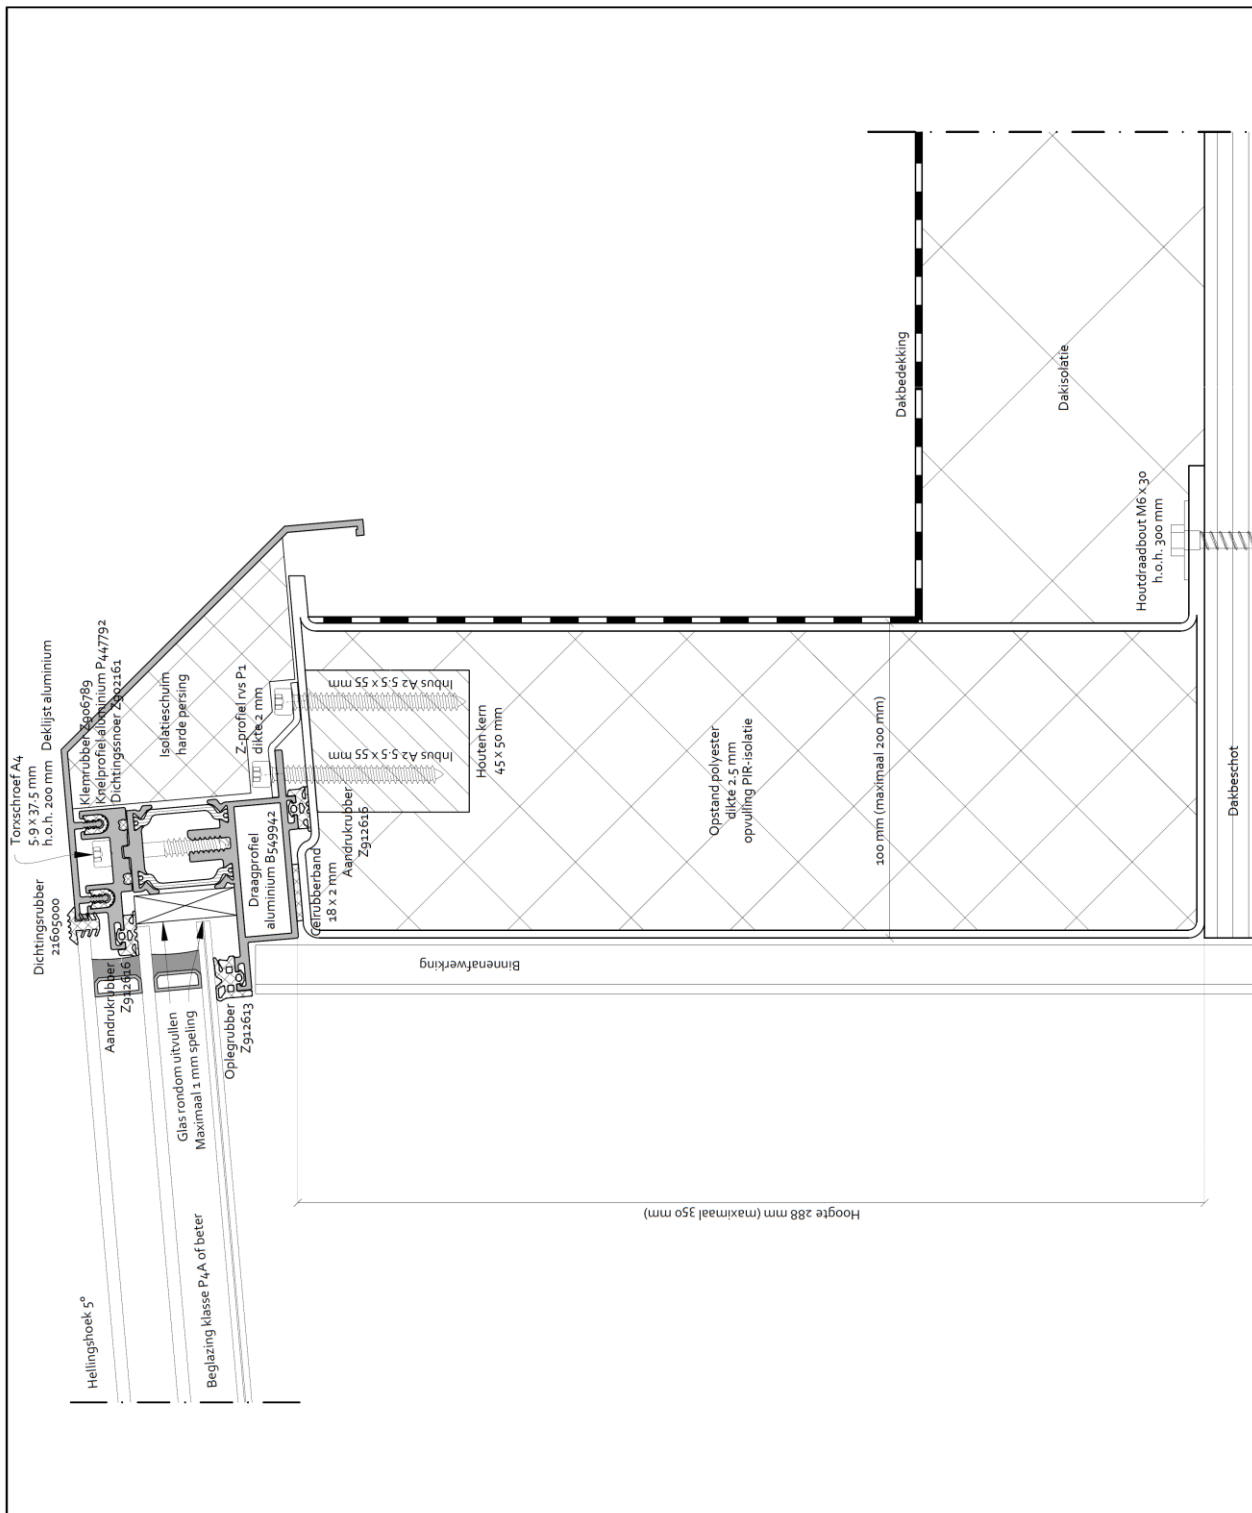 Torxschroef A4
5.9 x 37.5 mm
h.o.h. 200 mm
Deklijst aluminium
Dichtingsrubber
21605000
Klemrubber Z906789
Knelprofiel aluminium P447792
Dichtingssnoer Z902161
Isolatieschuim
harde persing
Z-profiel rvs P1
dikte 2 mm
Inbus A2 5.5 x 55 mm
Inbus A2 5.5 x 55 mm
Houten kern
45 x 50 mm
Aandrukrubber
Z912616
Draagprofiel
aluminium B549942
Celrubberband
18 x 2 mm
Aandrukrubber
Z912616
Glas rondom uitvullen
Maximaal 1 mm speling
Oplegrubber
Z912613
Hellingshoek 5°
Beglazing klasse P4A of beter
Binnenafwerking
Hoogte 288 mm (maximaal 350 mm)
Opstand polyester
dikte 2.5 mm
opvulling PIR-isolatie
100 mm (maximaal 200 mm)
Dakbedekking
Dakisolatie
Houtdraadbout M6 x 30
h.o.h. 300 mm
Dakbeschot